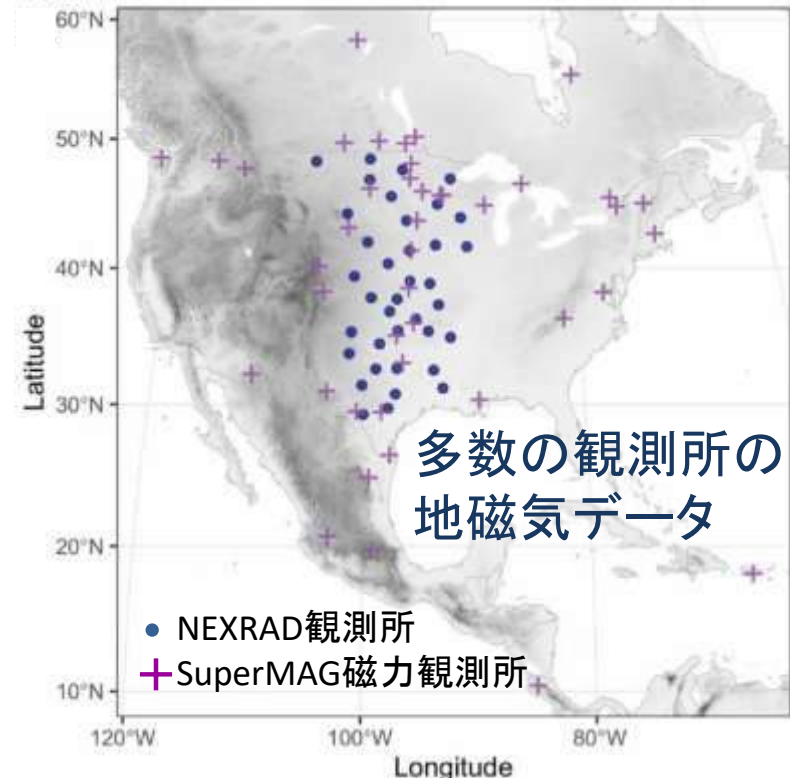 60°N
50°N
40°N
30°N
20°N
10°N
Latitude
多数の観測所の
地磁気データ
NEXRAD観測所
SuperMAG磁力観測所
120°W
100°W
80°W
Longitude